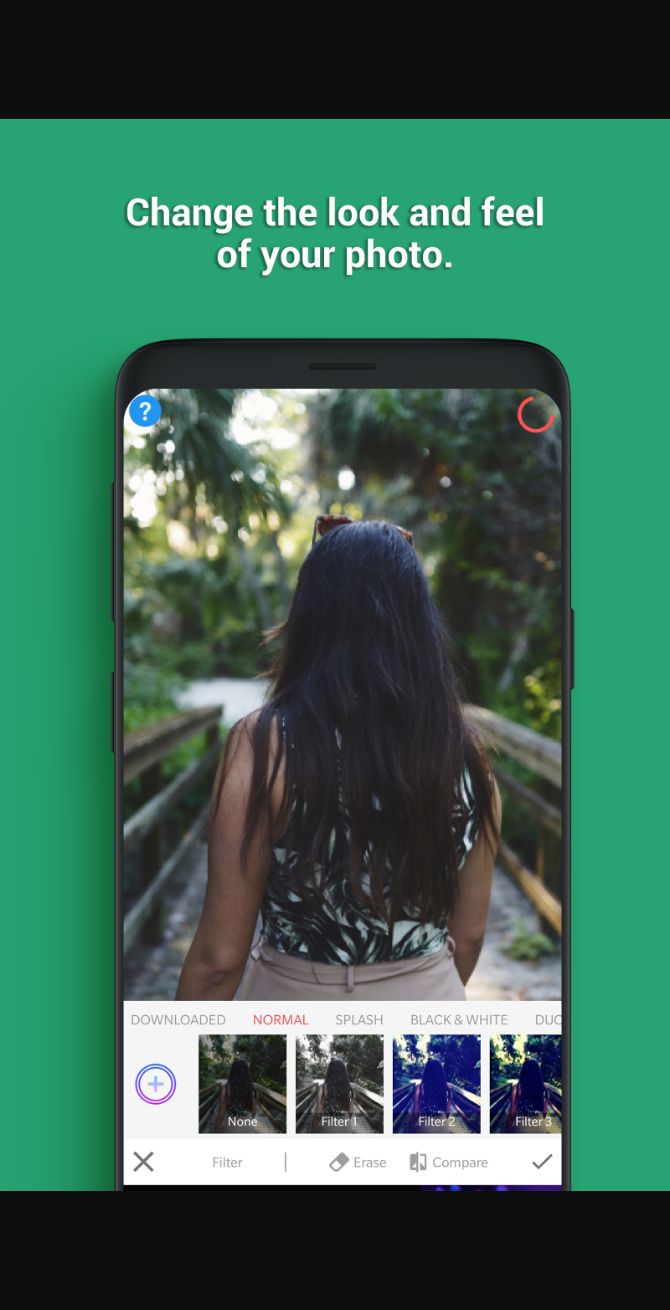 Change the look and feel
of your photo.
?
DOWNLOADED NORMAL SPLASH BLACK & WHITE DUO
None Filter 1 Filter 2 Filter 3
Filter Erase Compare